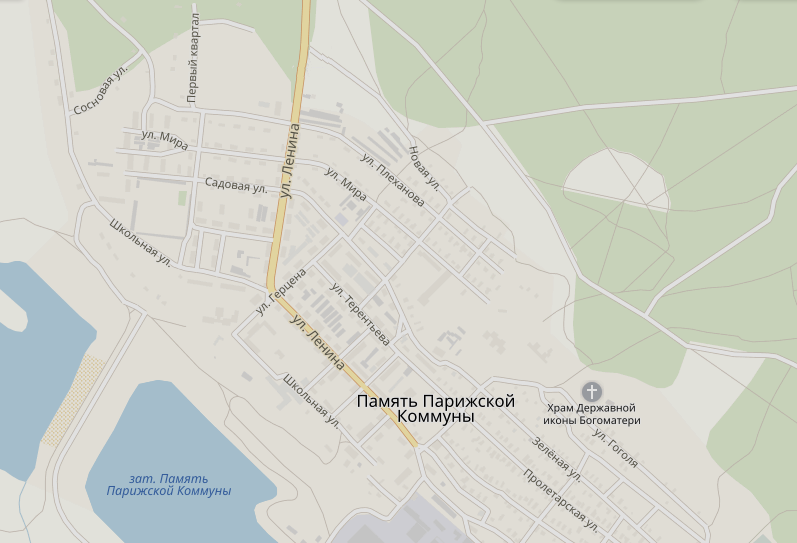 Первый квартал
Сосновая ул.
ул. Мира
ул. Ленина
Новая ул.
ул. Плеханова
ул. Мира
Садовая ул.
Школьная ул.
ул. Герцена
ул. Терентьева
ул. Ленина
Школьная ул.
Память Парижской
Коммуны
Храм Державной
иконы Богоматери
ул. Гоголя
Зелёная ул.
Пролетарская ул.
зат. Память
Парижской Коммуны